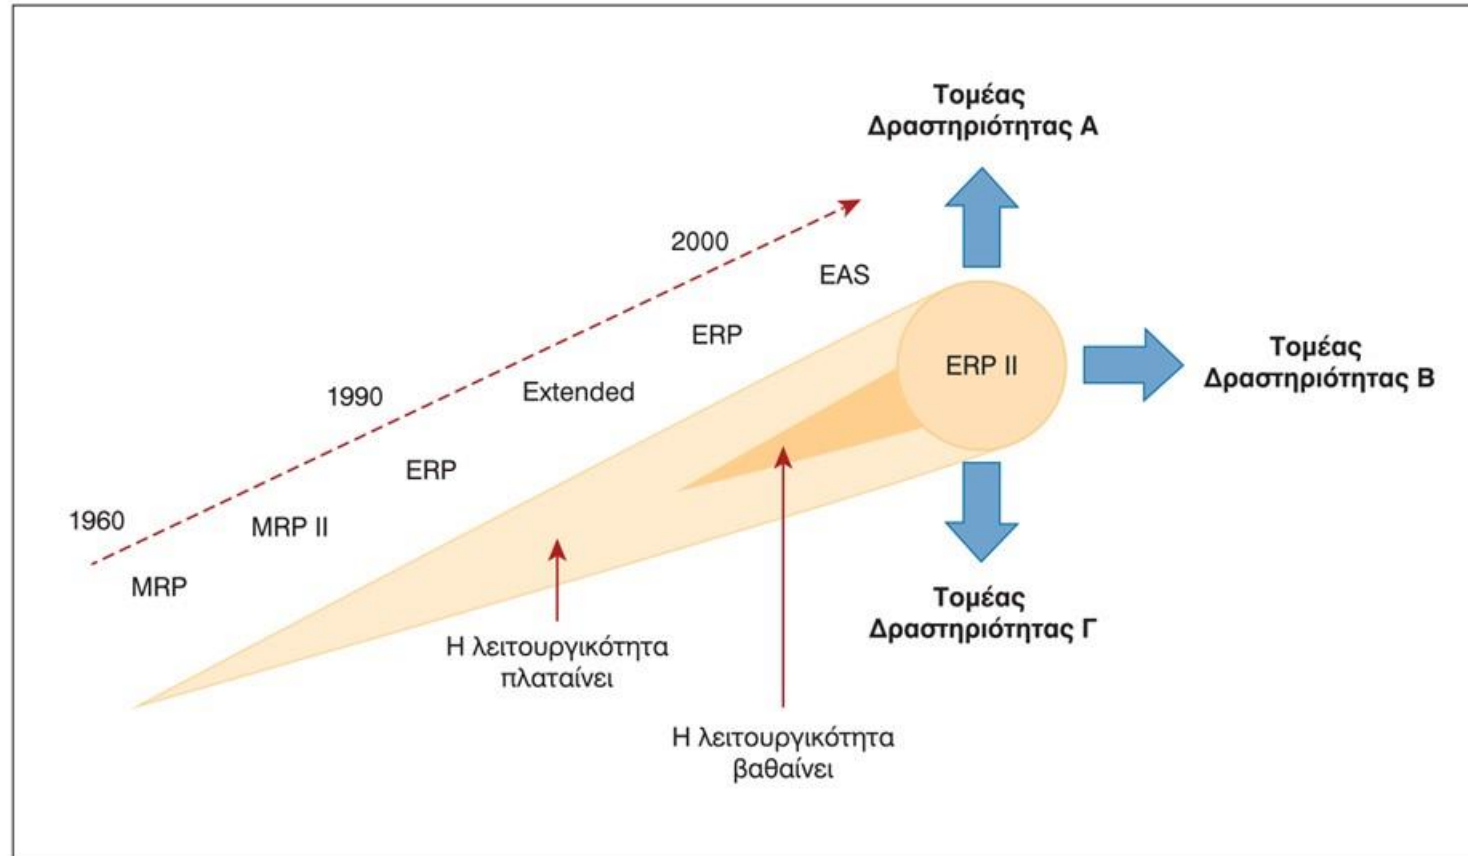 Τομέας
Δραστηριότητας Α
2000
EAS
ERP
ERP II
Τομέας
Δραστηριότητας Β
1990
Extended
ERP
1960
MRP II
MRP
Τομέας
Δραστηριότητας Γ
Η λειτουργικότητα
πλαταίνει
Η λειτουργικότητα
βαθαίνει